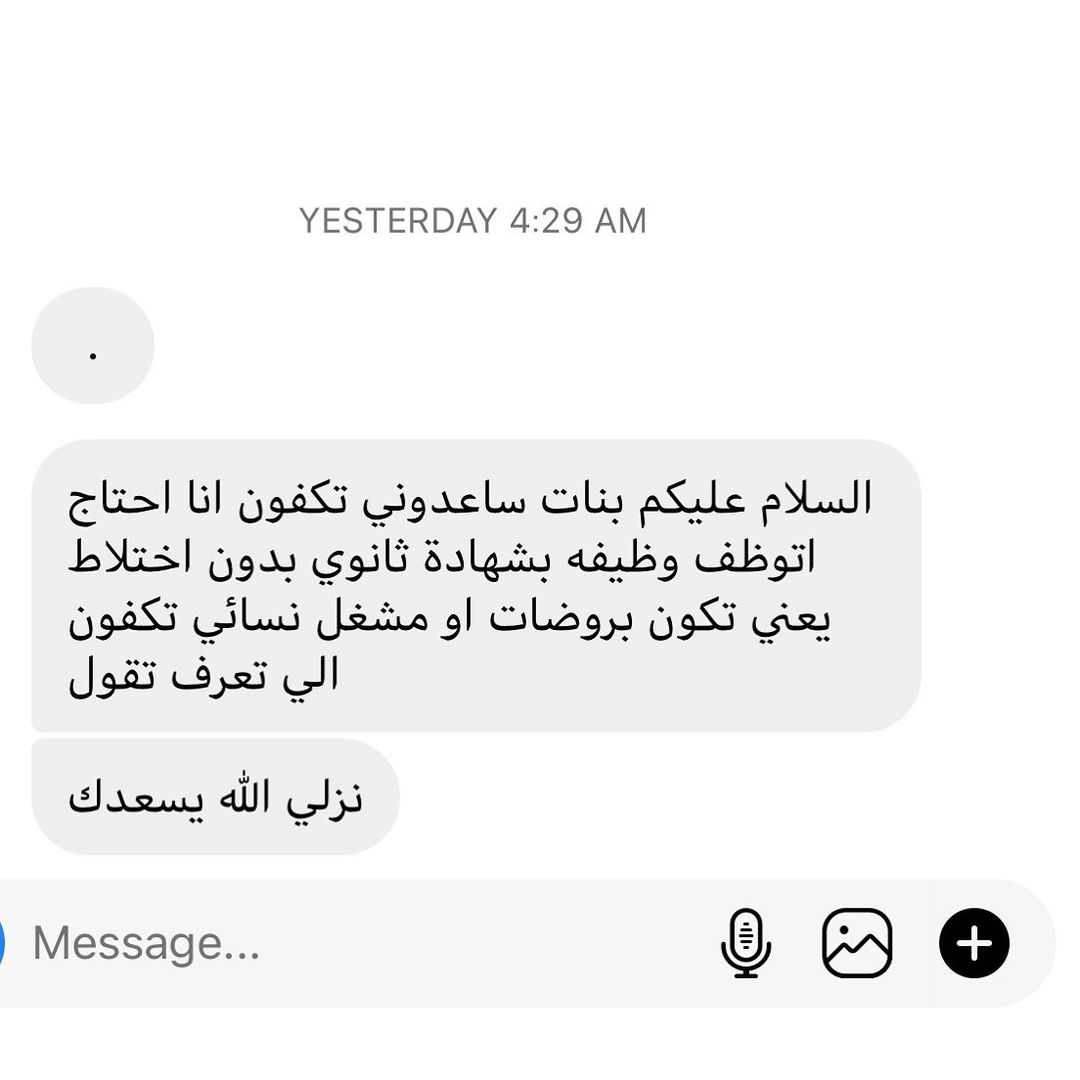 YESTERDAY 4:29 AM
.
السلام عليكم بنات ساعدوني تكفون انا احتاج
اتوظف وظيفه بشهادة ثانوي بدون اختلاط
يعني تكون بروضات او مشغل نسائي تكفون
الي تعرف تقول
نزلي الله يسعدك
Message...